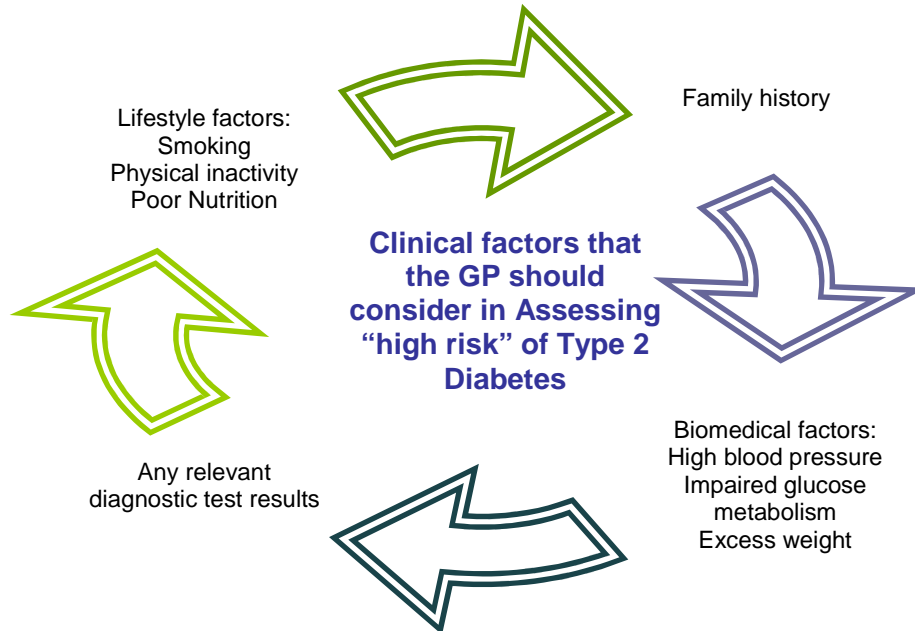 Lifestyle factors:
Smoking
Physical inactivity
Poor Nutrition
Family history
Clinical factors that
the GP should
consider in Assessing
“high risk” of Type 2
Diabetes
Biomedical factors:
High blood pressure
Impaired glucose
metabolism
Excess weight
Any relevant
diagnostic test results